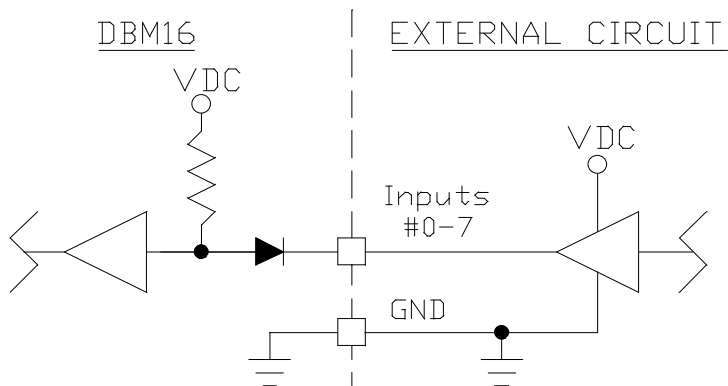 DBM16
EXTERNAL CIRCUIT
VDC
VDC
Inputs
#0-7
GND